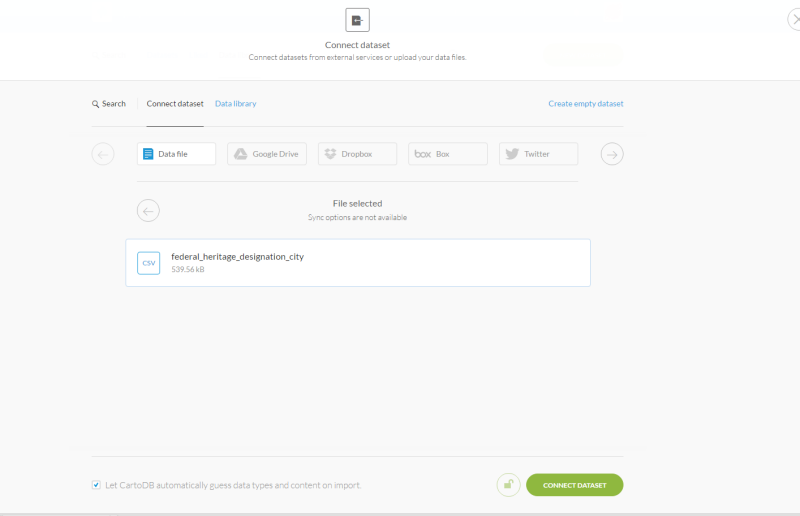 Connect dataset
Connect datasets from external services or upload your data files.
Search Connect dataset Data library Create empty dataset
Data file Google Drive Dropbox box Box Twitter
File selected
Sync options are not available
CSV federal_heritage_designation_city
539.56 kB
Let CartoDB automatically guess data types and content on import.
CONNECT DATASET